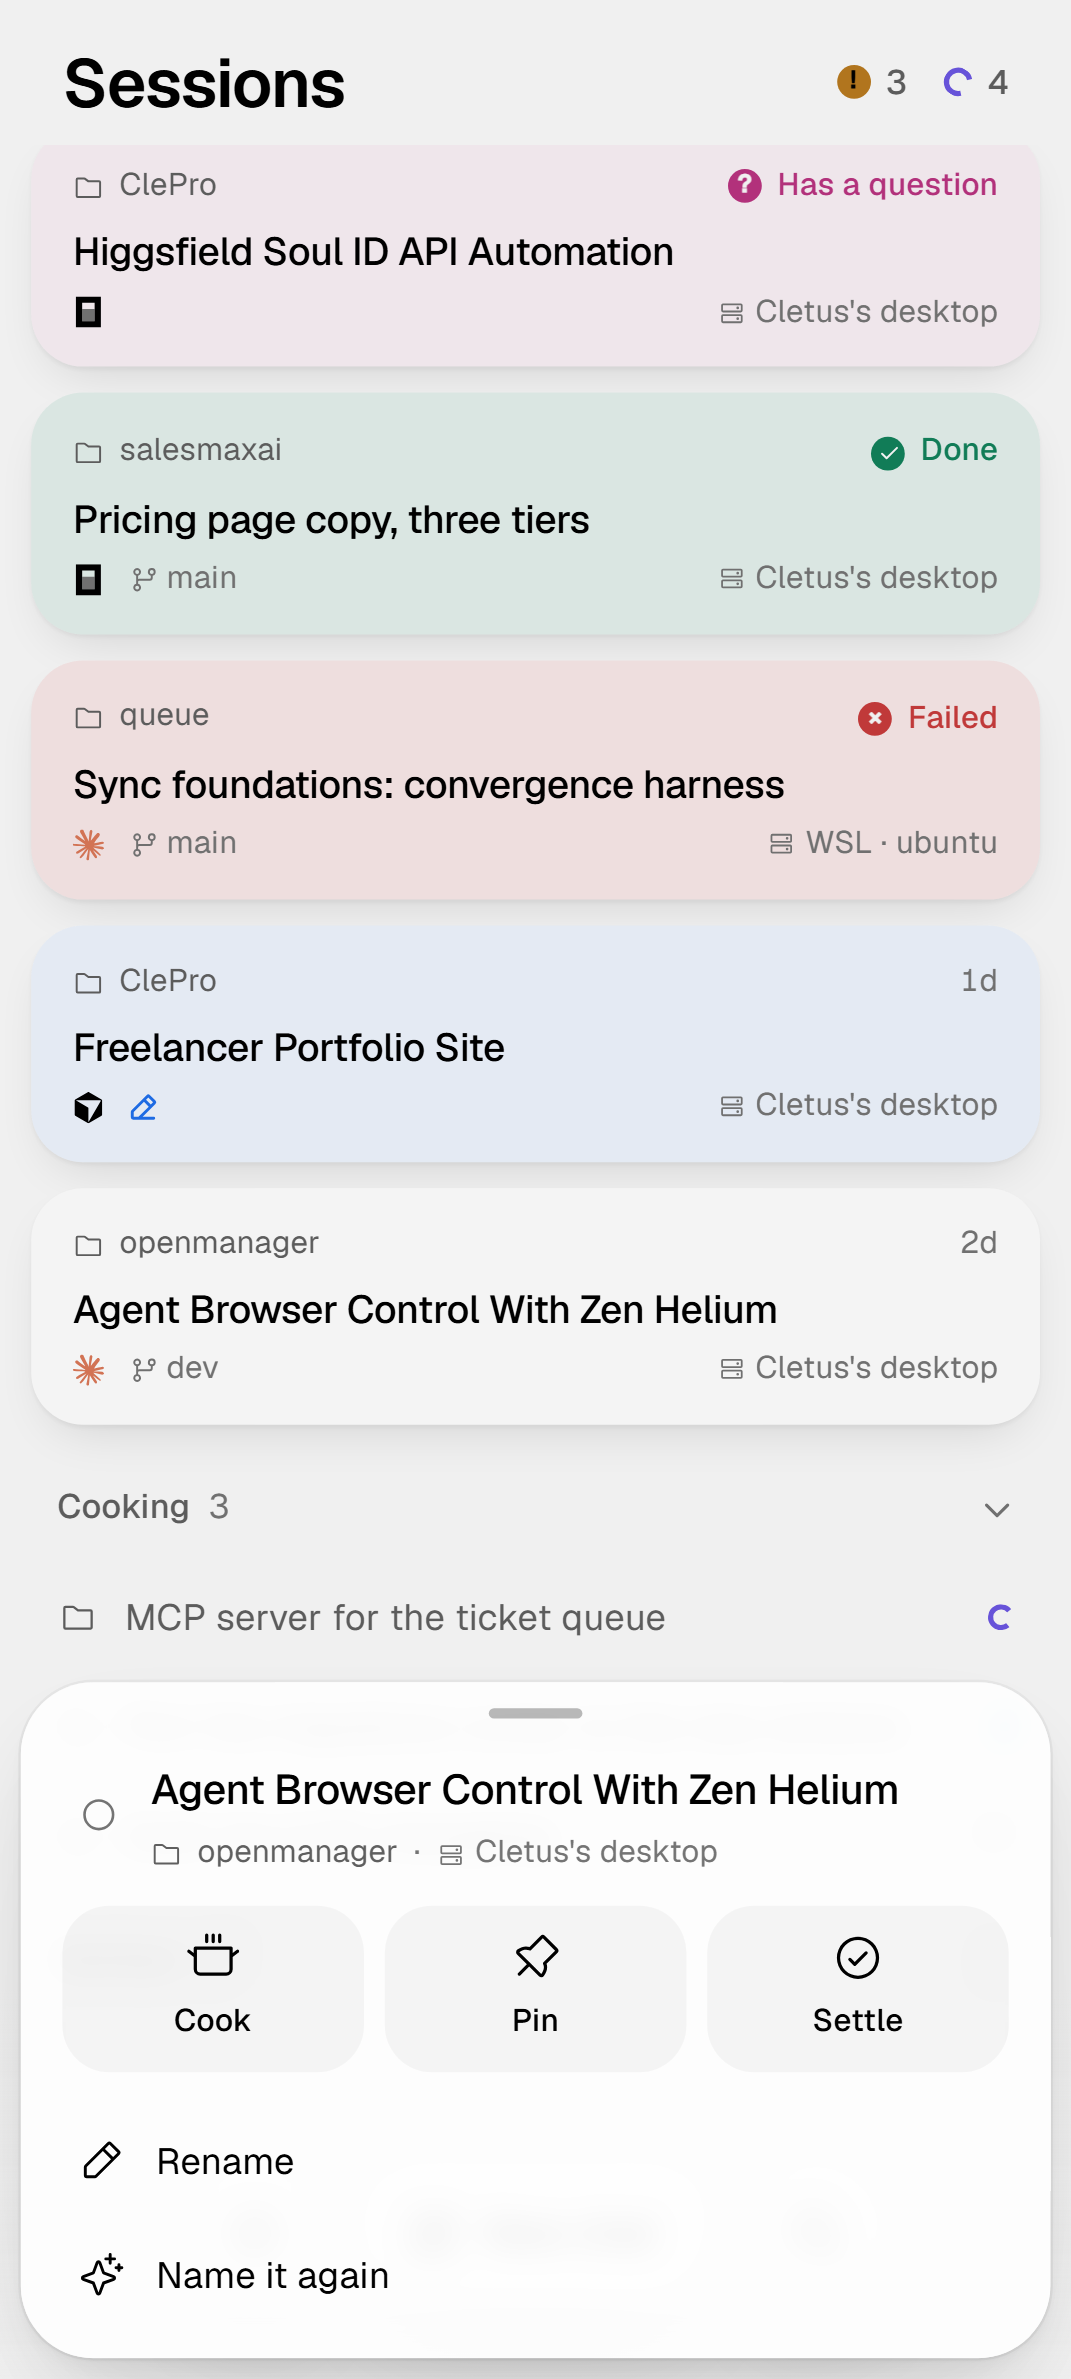 Sessions
3
4
ClePro
Has a question
Higgsfield Soul ID API Automation
Cletus's desktop
salesmaxai
Done
Pricing page copy, three tiers
main
Cletus's desktop
queue
Failed
Sync foundations: convergence harness
main
WSL · ubuntu
ClePro
1d
Freelancer Portfolio Site
Cletus's desktop
openmanager
2d
Agent Browser Control With Zen Helium
dev
Cletus's desktop
Cooking 3
MCP server for the ticket queue
Agent Browser Control With Zen Helium
openmanager · Cletus's desktop
Cook
Pin
Settle
Rename
Name it again